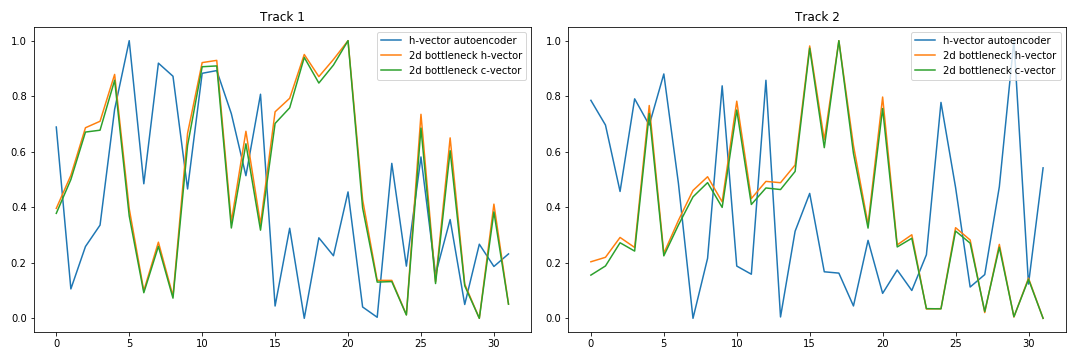 Track 1
h-vector autoencoder
2d bottleneck h-vector
2d bottleneck c-vector
1.0
0.8
0.6
0.4
0.2
0.0
0 5 10 15 20 25 30
Track 2
h-vector autoencoder
2d bottleneck h-vector
2d bottleneck c-vector
1.0
0.8
0.6
0.4
0.2
0.0
0 5 10 15 20 25 30